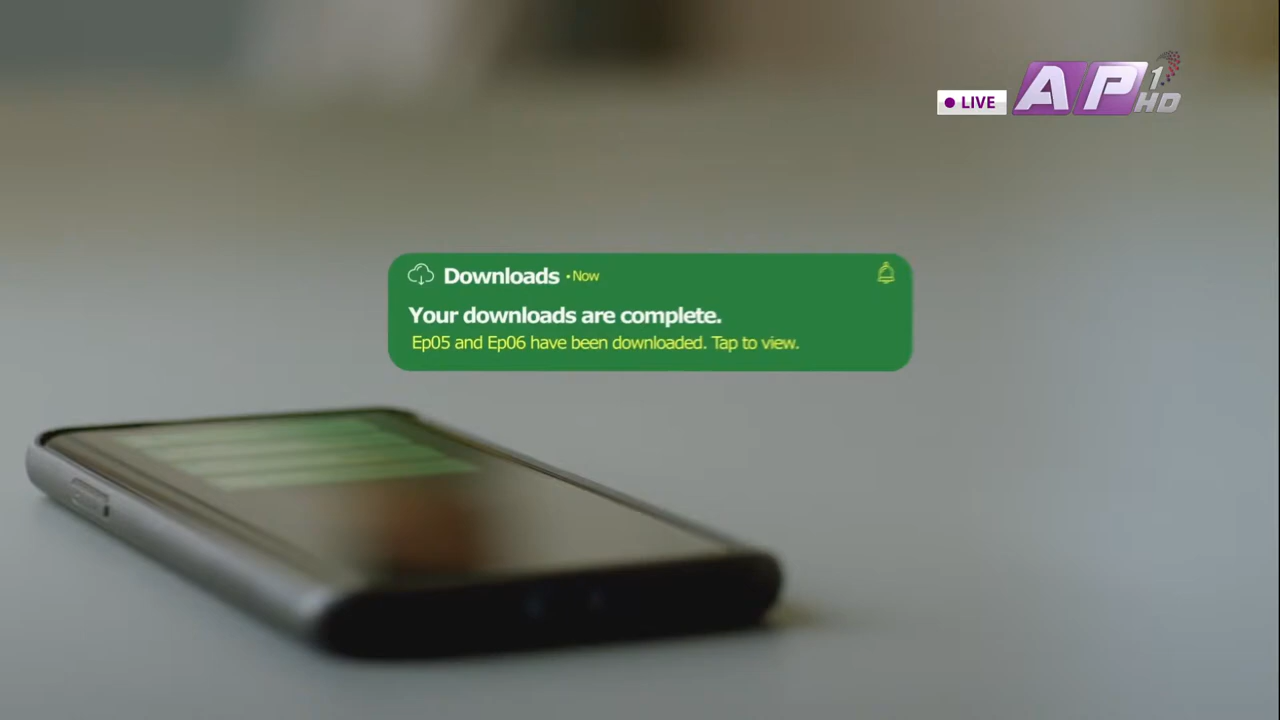 LIVE
AP1
HD
Downloads • Now
Your downloads are complete.
Ep05 and Ep06 have been downloaded. Tap to view.